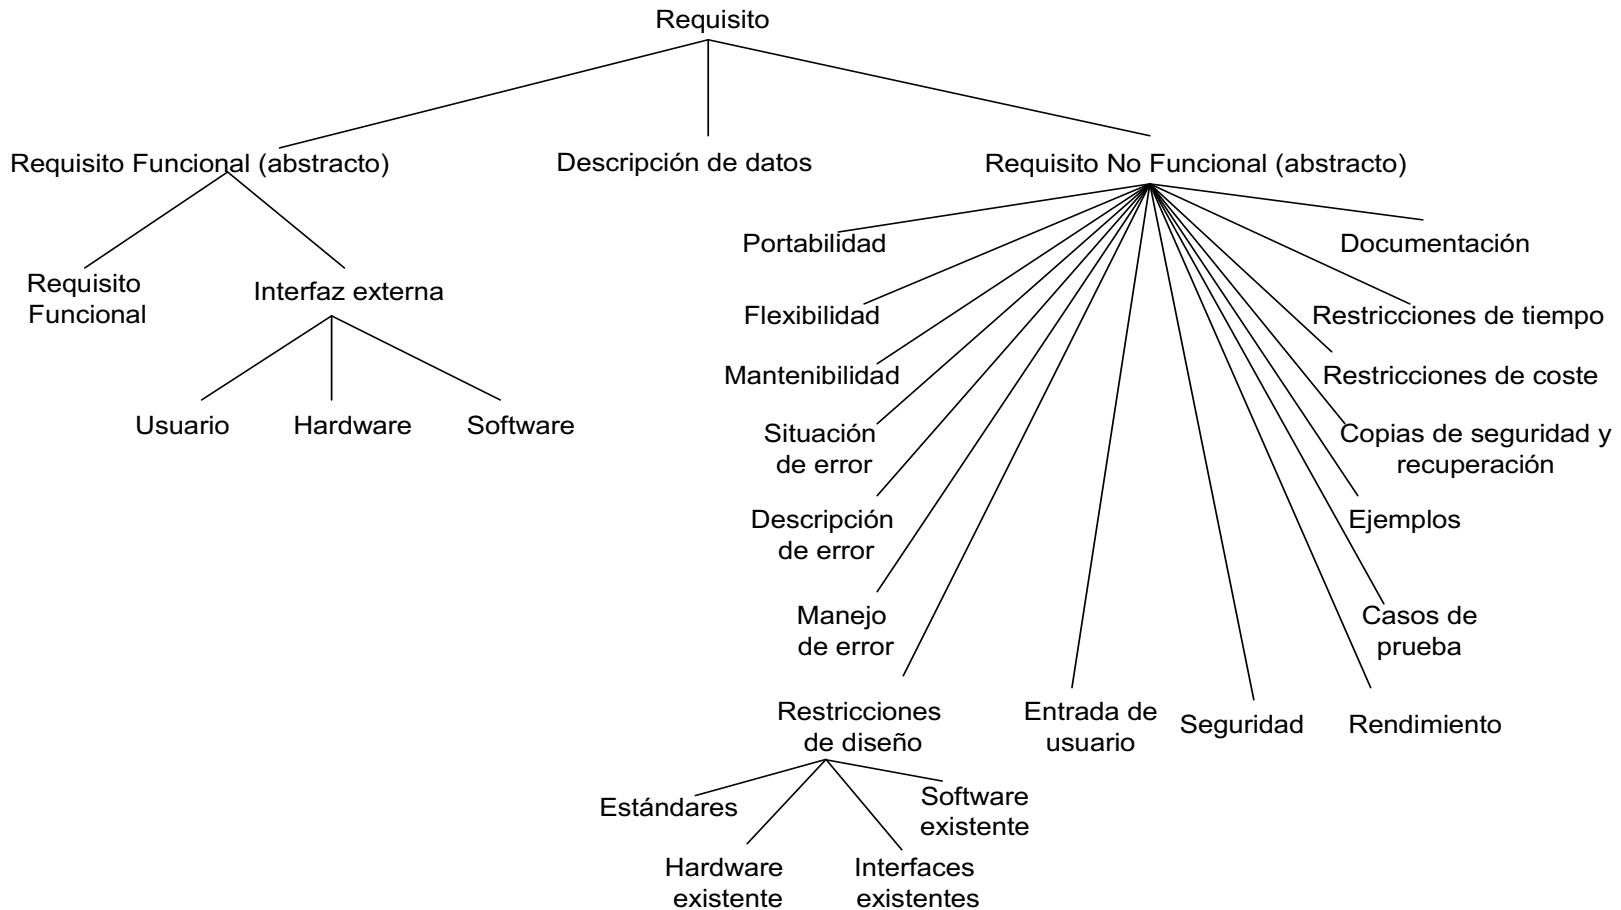 Requisito
Requisito Funcional (abstracto)
Descripción de datos
Requisito No Funcional (abstracto)
Requisito
Funcional
Interfaz externa
Usuario
Hardware
Software
Portabilidad
Flexibilidad
Mantenibilidad
Situación
de error
Descripción
de error
Manejo
de error
Restricciones
de diseño
Estándares
Hardware
existente
Interfaces
existentes
Software
existente
Entrada de
usuario
Seguridad
Rendimiento
Casos de
prueba
Ejemplos
Copias de seguridad y
recuperación
Restricciones de coste
Restricciones de tiempo
Documentación